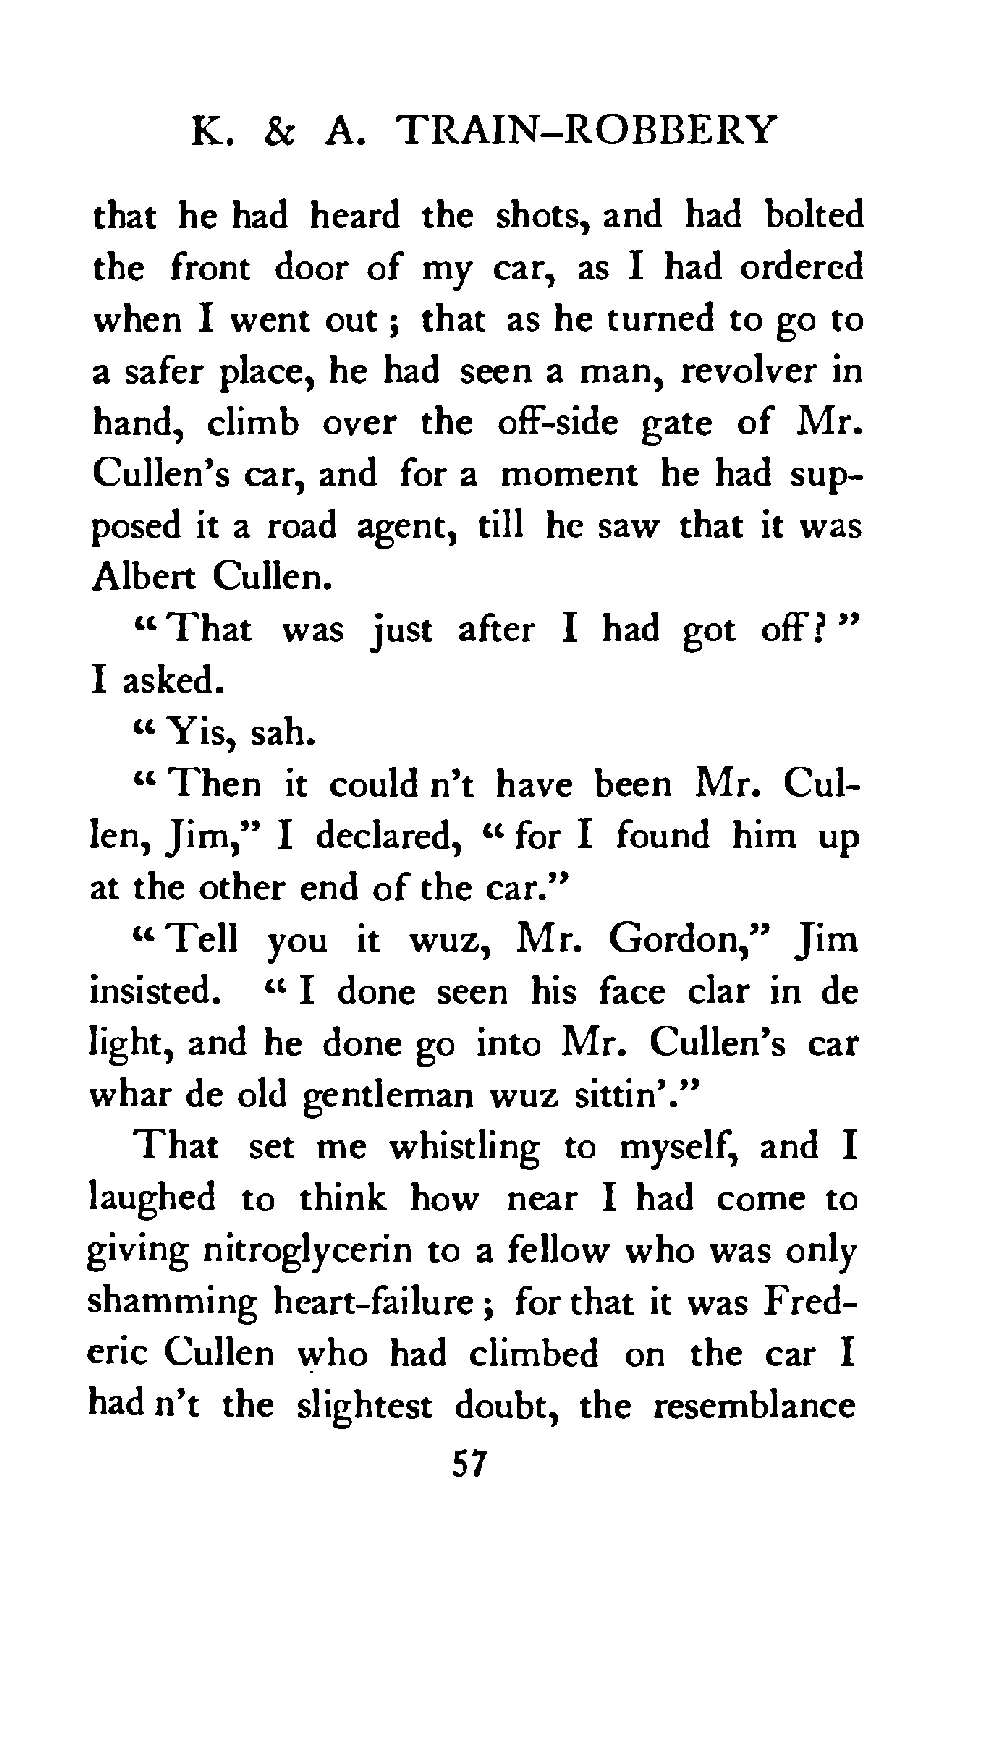 K. & A. TRAIN-ROBBERY
that he had heard the shots, and had bolted
the front door of my car, as I had ordered
when I went out ; that as he turned to go to
a safer place, he had seen a man, revolver in
hand, climb over the off-side gate of Mr.
Cullen's car, and for a moment he had sup-
posed it a road agent, till he saw that it was
Albert Cullen.
“ That was just after I had got off? ”
I asked.
“ Yis, sah.
“ Then it could n't have been Mr. Cul-
len, Jim,” I declared, “ for I found him up
at the other end of the car.”
“ Tell you it wuz, Mr. Gordon,” Jim
insisted. “ I done seen his face clar in de
light, and he done go into Mr. Cullen's car
whar de old gentleman wuz sittin'.”
That set me whistling to myself, and I
laughed to think how near I had come to
giving nitroglycerin to a fellow who was only
shamming heart-failure ; for that it was Fred-
eric Cullen who had climbed on the car I
had n't the slightest doubt, the resemblance
57